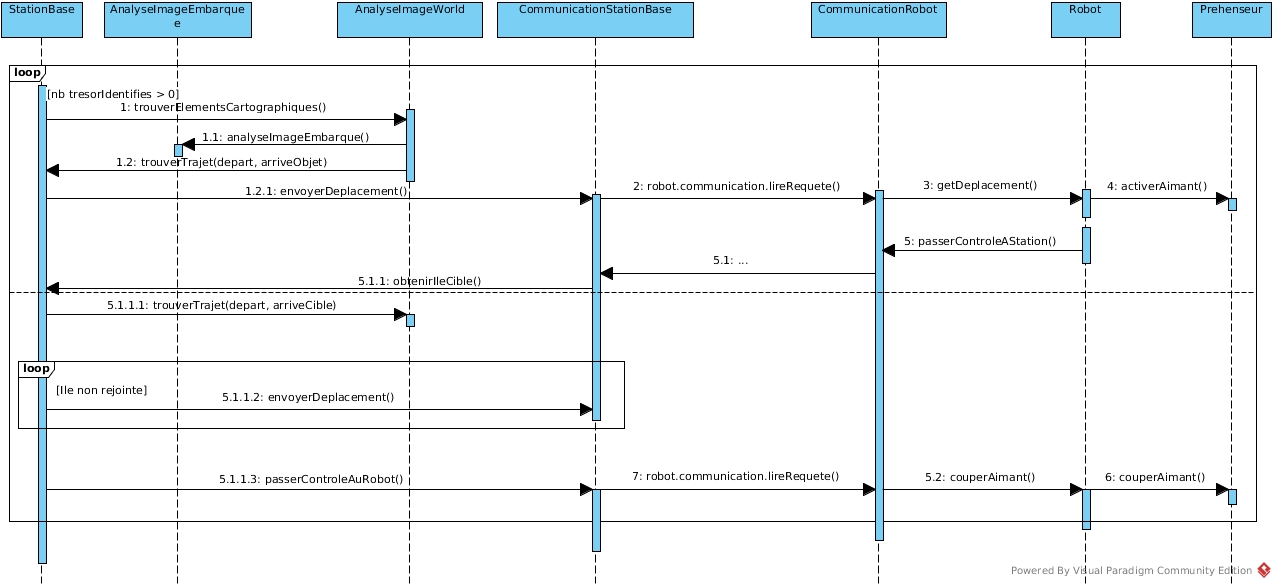 StationBase
AnalyseImageEmbarque
e
AnalyseImageWorld
CommunicationStationBase
CommunicationRobot
Robot
Prehenseur
loop
[nb tresorIdentifies > 0]
1: trouverElementsCartographiques()
1.1: analyseImageEmbarque()
1.2: trouverTrajet(depart, arriveObjet)
1.2.1: envoyerDeplacement()
2: robot.communication.lireRequete()
3: getDeplacement()
4: activerAimant()
5: passerControleAStation()
5.1: ...
5.1.1: obtenirIleCible()
5.1.1.1: trouverTrajet(depart, arriveCible)
loop
[Ile non rejointe]
5.1.1.2: envoyerDeplacement()
5.1.1.3: passerControleAuRobot()
7: robot.communication.lireRequete()
5.2: couperAimant()
6: couperAimant()
Powered By Visual Paradigm Community Edition